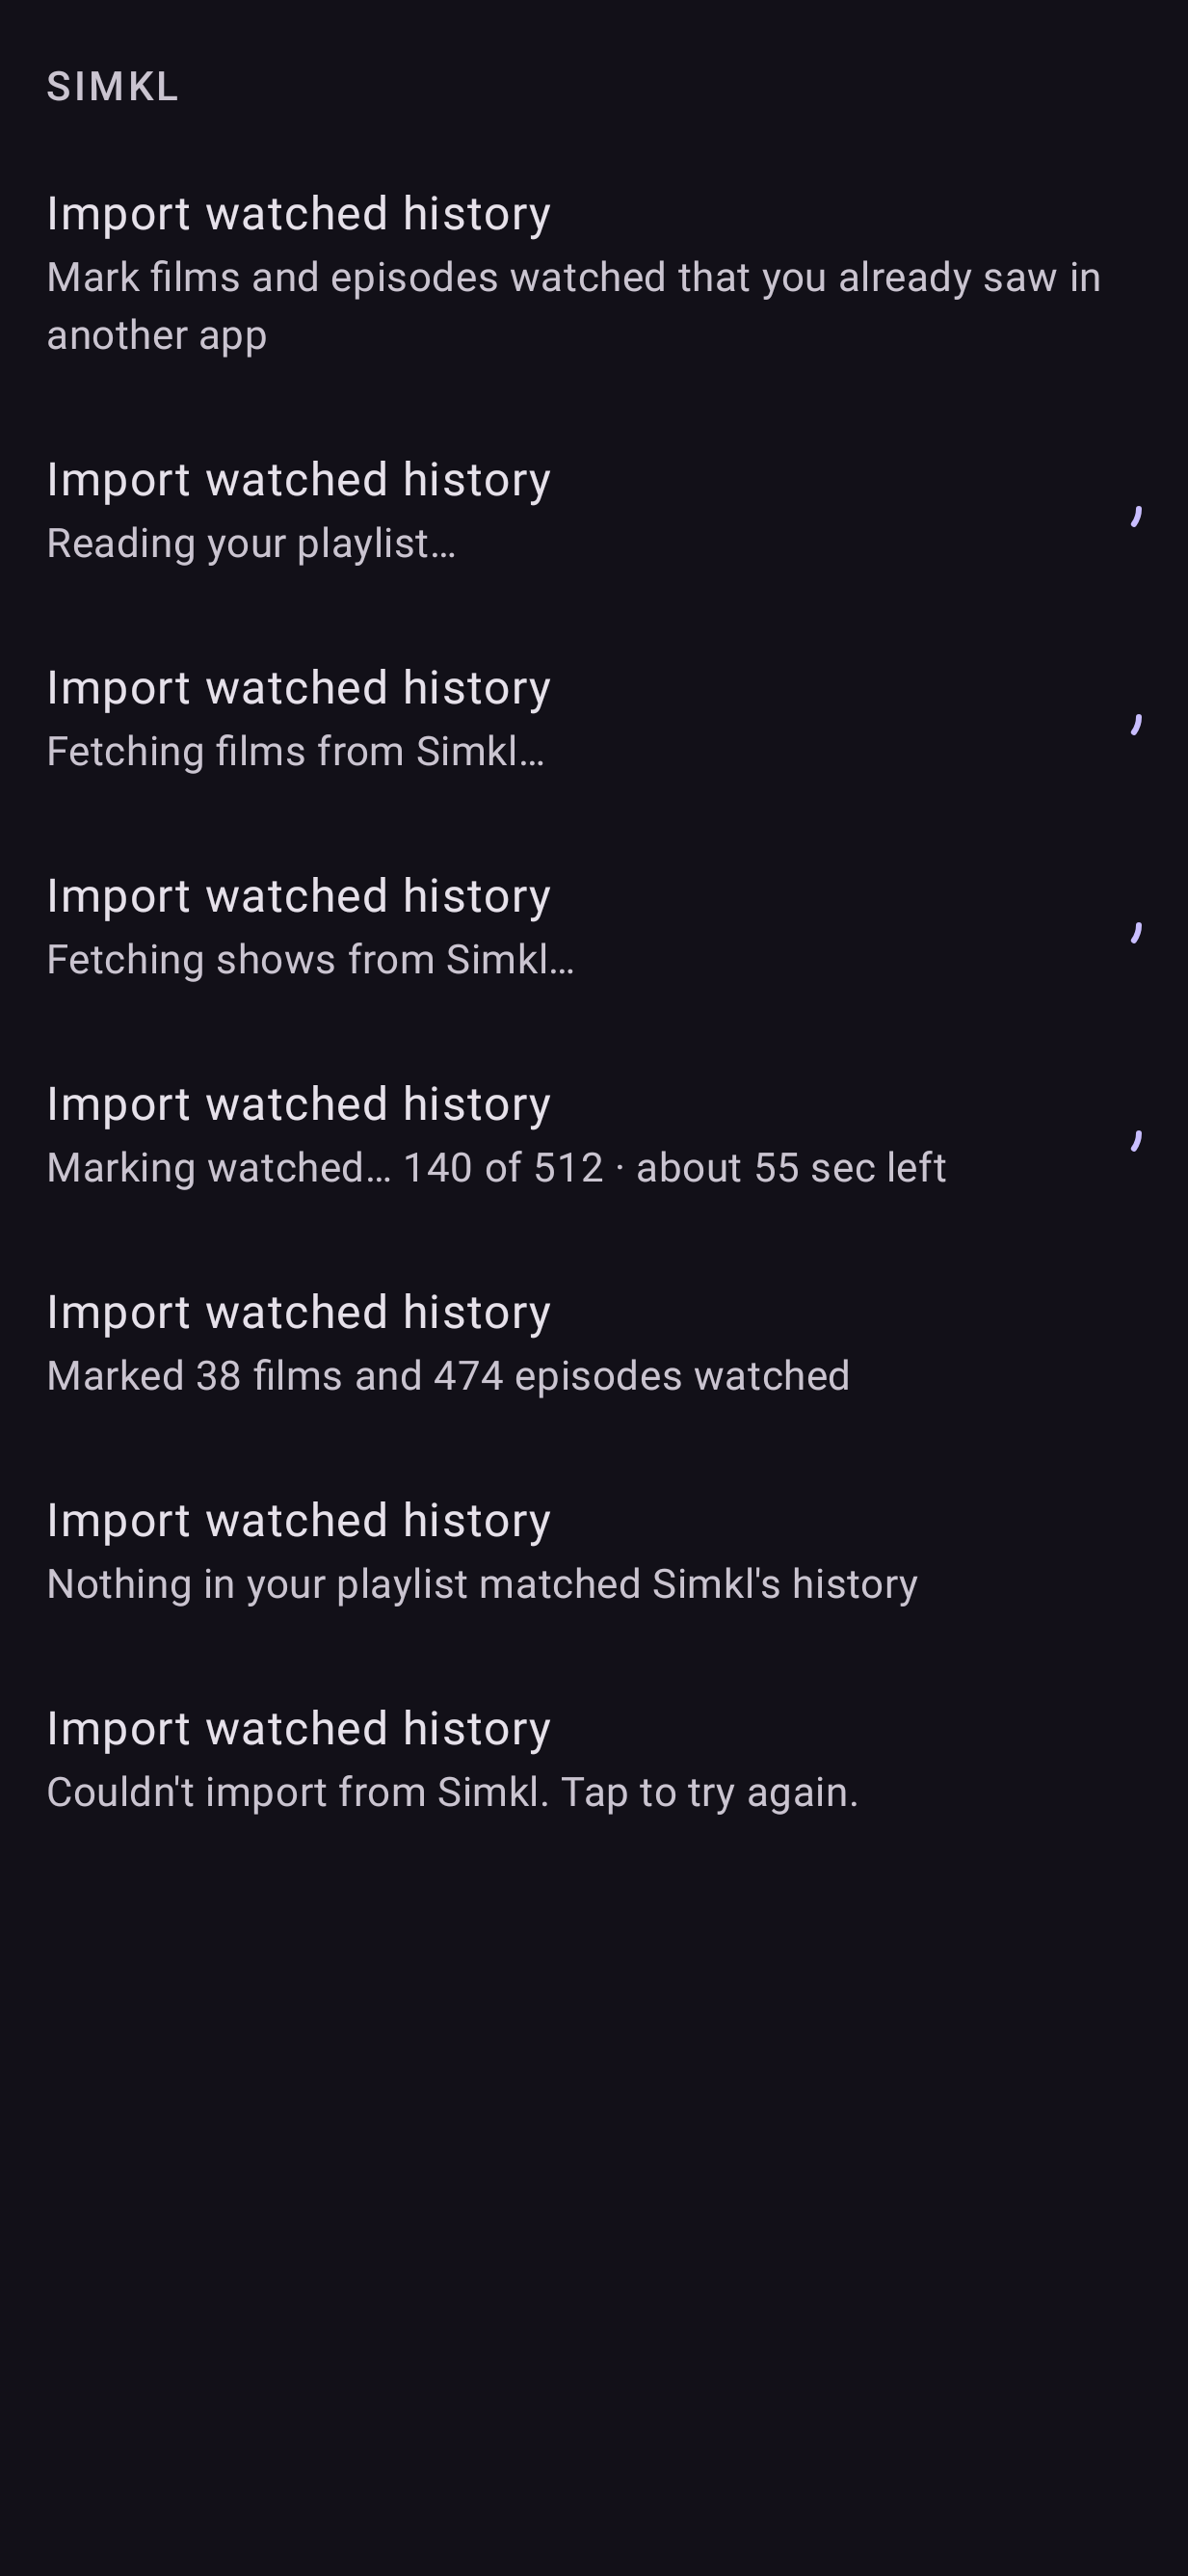 SIMKL
Import watched history
Mark films and episodes watched that you already saw in
another app
Import watched history
Reading your playlist…
Import watched history
Fetching films from Simkl…
Import watched history
Fetching shows from Simkl…
Import watched history
Marking watched… 140 of 512 · about 55 sec left
Import watched history
Marked 38 films and 474 episodes watched
Import watched history
Nothing in your playlist matched Simkl's history
Import watched history
Couldn't import from Simkl. Tap to try again.